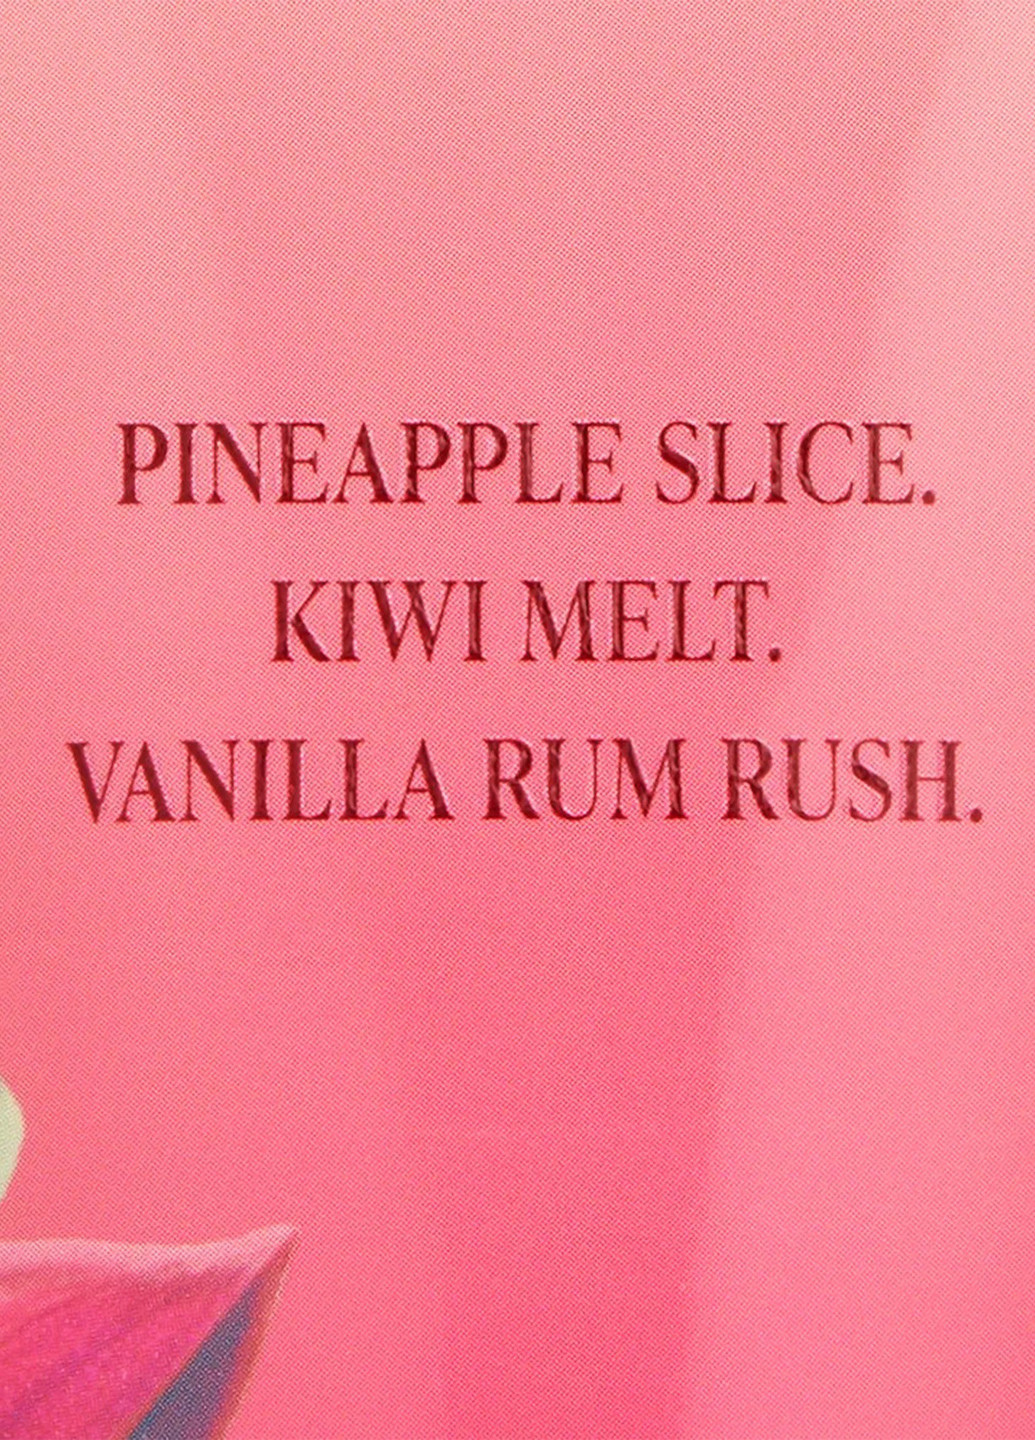 PINEAPPLE SLICE.
KIWI MELT.
VANILLA RUM RUSH.